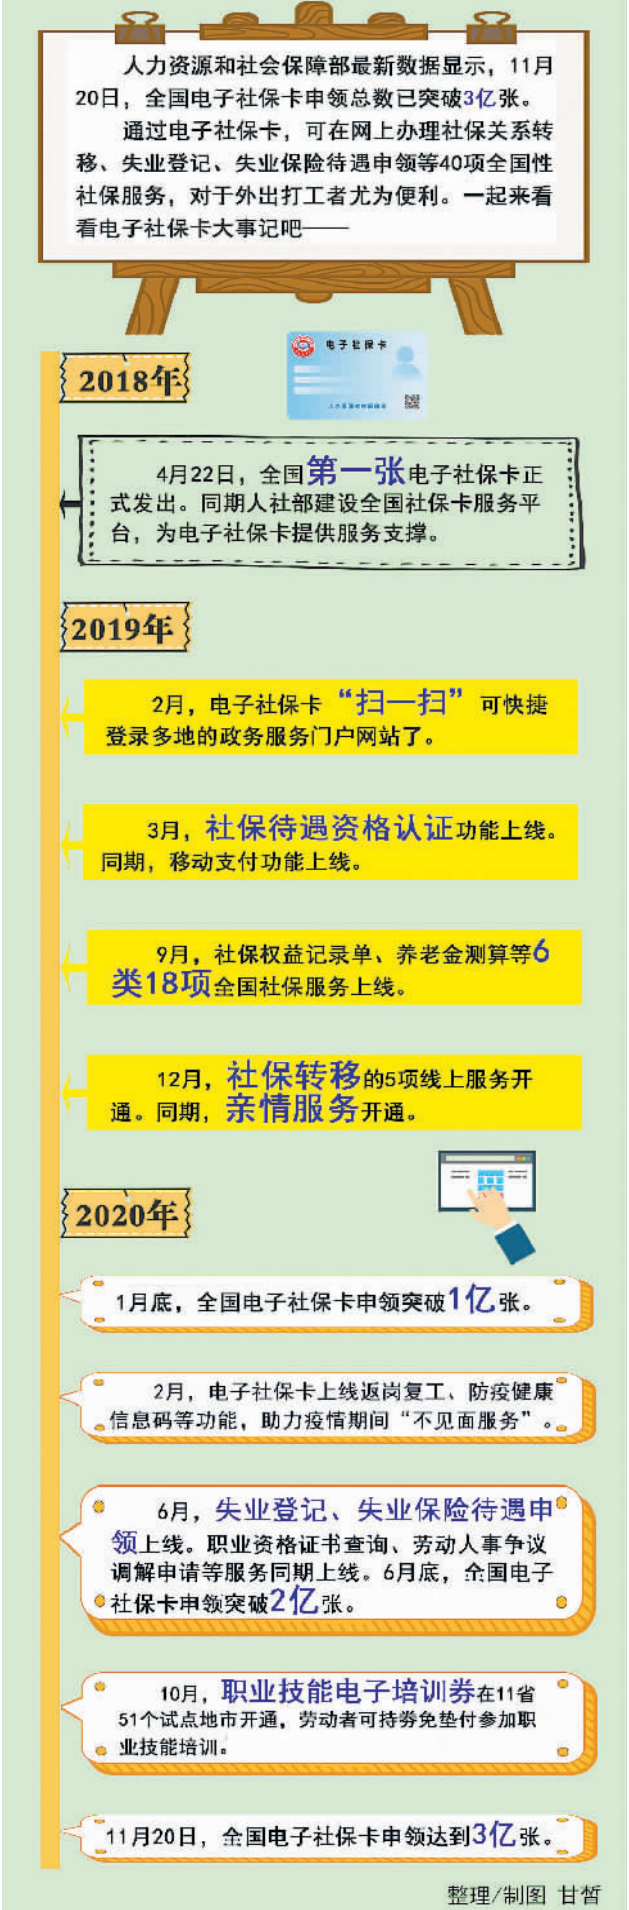 人力资源和社会保障部最新数据显示，11月
20日，全国电子社保卡申领总数已突破3亿张。
通过电子社保卡，可在网上办理社保关系转
移、失业登记、失业保险待遇申领等40项全国性
社保服务，对于外出打工者尤为便利。一起来看
看电子社保卡大事记吧——
电子社保卡
2018年
4月22日，全国第一张电子社保卡正
式发出。同期人社部建设全国社保卡服务平
台，为电子社保卡提供服务支撑。
2019年
2月，电子社保卡“扫一扫”可快捷
登录多地的政务服务门户网站了。
3月，社保待遇资格认证功能上线。
同期，移动支付功能上线。
9月，社保权益记录单、养老金测算等6
类18项全国社保服务上线。
12月，社保转移的5项线上服务开
通。同期，亲情服务开通。
2020年
1月底，全国电子社保卡申领突破1亿张。
2月，电子社保卡上线返岗复工、防疫健康
信息码等功能，助力疫情期间“不见面服务”。
6月，失业登记、失业保险待遇申
领上线。职业资格证书查询、劳动人事争议
调解申请等服务同期上线。6月底，全国电子
社保卡申领突破2亿张。
10月，职业技能电子培训券在11省
51个试点地市开通，劳动者可持券免垫付参加职
业技能培训。
11月20日，全国电子社保卡申领达到3亿张。
整理/制图 甘皙